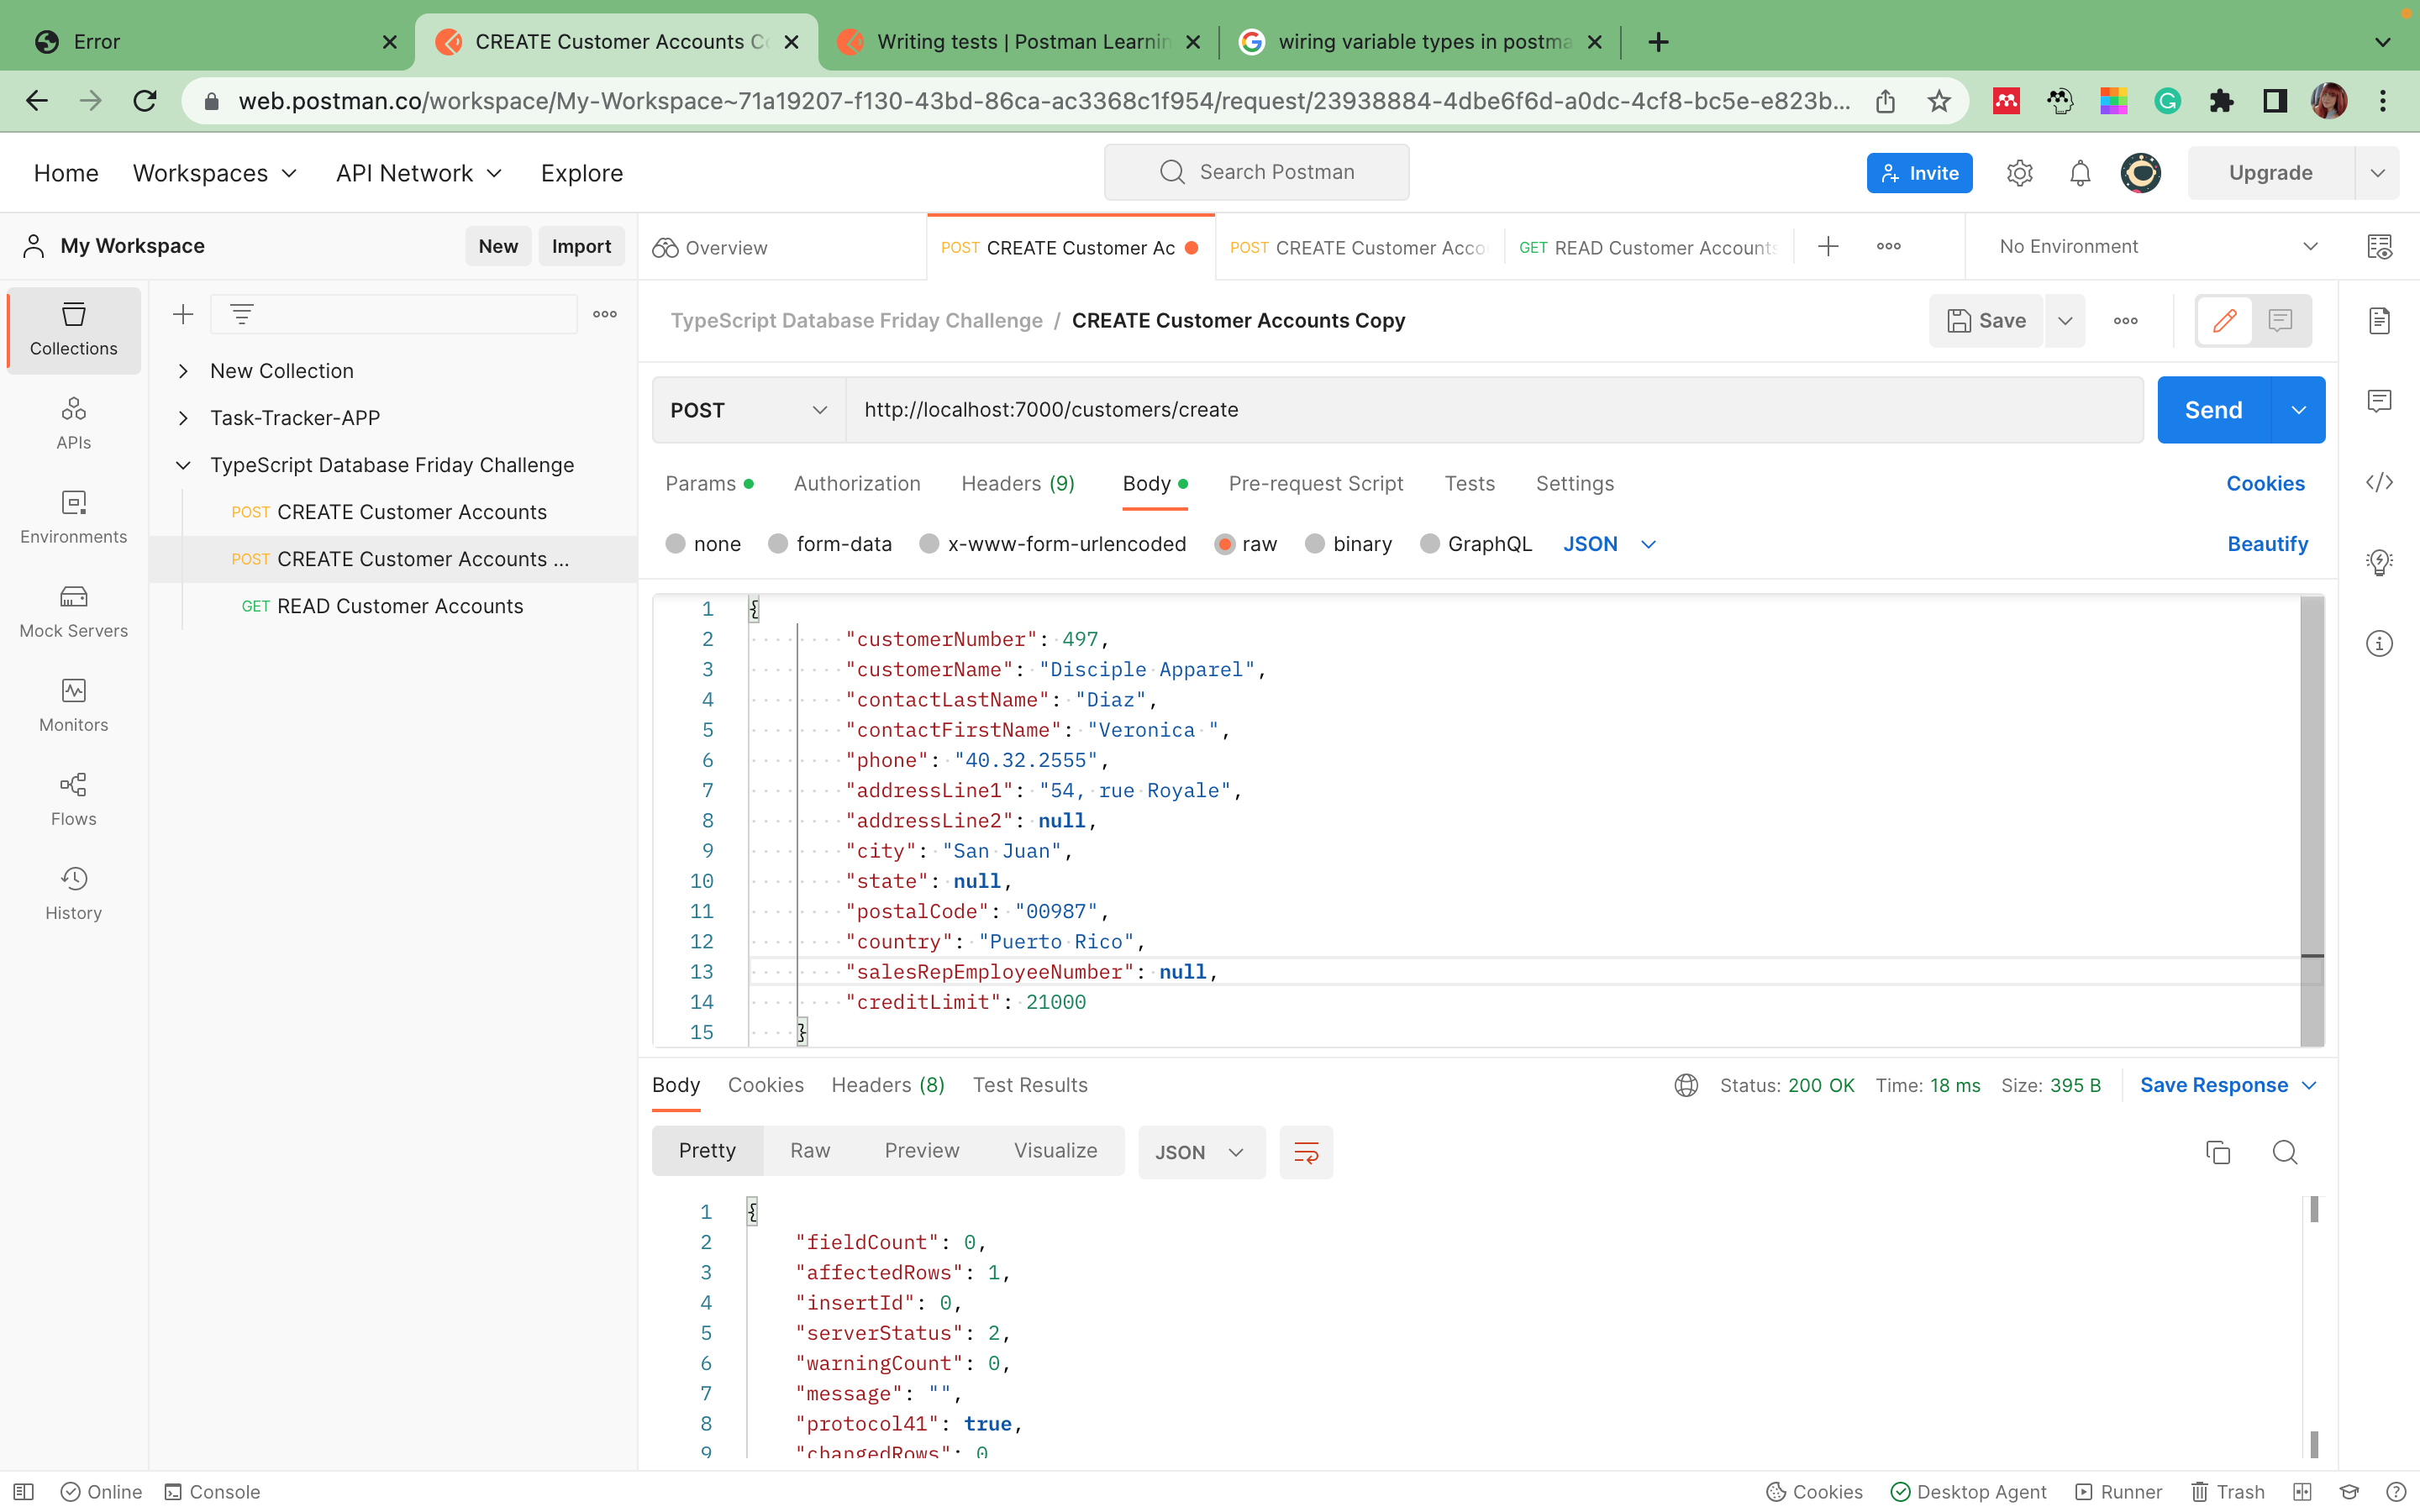 Error
CREATE Customer Accounts Co
Writing tests | Postman Learnin
wiring variable types in postma
web.postman.co/workspace/My-Workspace~71a19207-f130-43bd-86ca-ac3368c1f954/request/23938884-4dbe6f6d-a0dc-4cf8-bc5e-e823b...
Home
Workspaces
API Network
Explore
Search Postman
Invite
Upgrade
My Workspace
New
Import
Overview
POST CREATE Customer Ac
POST CREATE Customer Acco
GET READ Customer Accounts
No Environment
Collections
APIs
Environments
Mock Servers
Monitors
Flows
History
New Collection
Task-Tracker-APP
TypeScript Database Friday Challenge
POST CREATE Customer Accounts
POST CREATE Customer Accounts ...
GET READ Customer Accounts
TypeScript Database Friday Challenge / CREATE Customer Accounts Copy
Save
POST
http://localhost:7000/customers/create
Send
Params
Authorization
Headers (9)
Body
Pre-request Script
Tests
Settings
Cookies
none
form-data
x-www-form-urlencoded
raw
binary
GraphQL
JSON
Beautify
1 {
2 "customerNumber": 497,
3 "customerName": "Disciple Apparel",
4 "contactLastName": "Diaz",
5 "contactFirstName": "Veronica ",
6 "phone": "40.32.2555",
7 "addressLine1": "54, rue Royale",
8 "addressLine2": null,
9 "city": "San Juan",
10 "state": null,
11 "postalCode": "00987",
12 "country": "Puerto Rico",
13 "salesRepEmployeeNumber": null,
14 "creditLimit": 21000
15 }
Body
Cookies
Headers (8)
Test Results
Status: 200 OK
Time: 18 ms
Size: 395 B
Save Response
Pretty
Raw
Preview
Visualize
JSON
1 {
2 "fieldCount": 0,
3 "affectedRows": 1,
4 "insertId": 0,
5 "serverStatus": 2,
6 "warningCount": 0,
7 "message": "",
8 "protocol41": true,
9 "changedRows": 0
Online
Console
Cookies
Desktop Agent
Runner
Trash